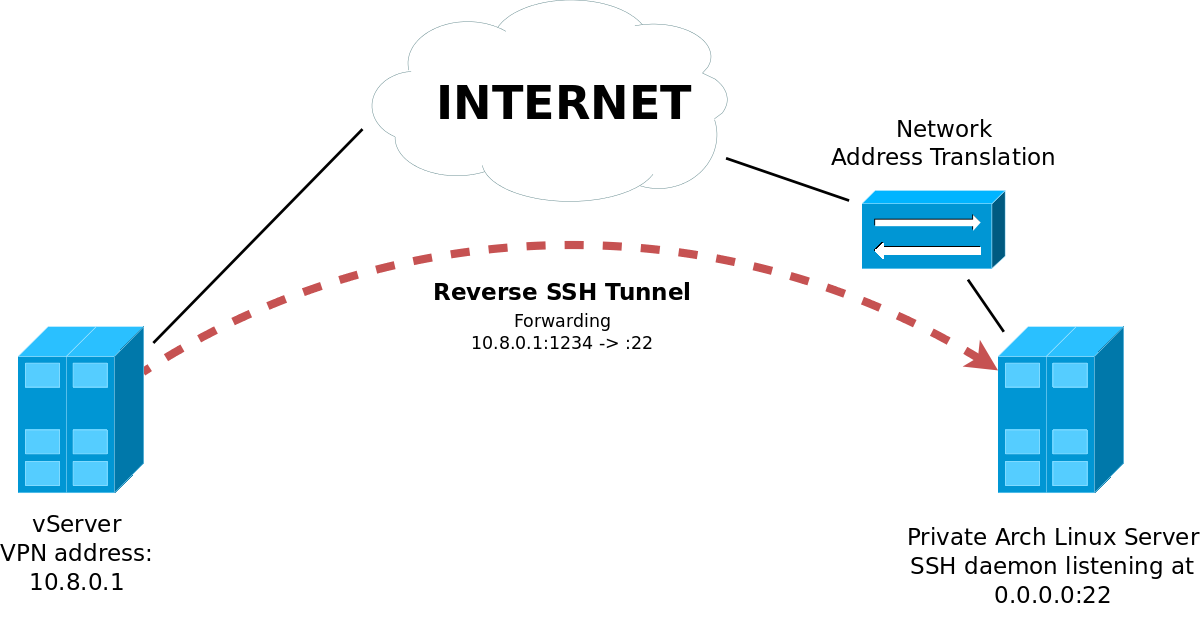 INTERNET
Network
Address Translation
Reverse SSH Tunnel
Forwarding
10.8.0.1:1234 -> :22
vServer
VPN address:
10.8.0.1
Private Arch Linux Server
SSH daemon listening at
0.0.0.0:22